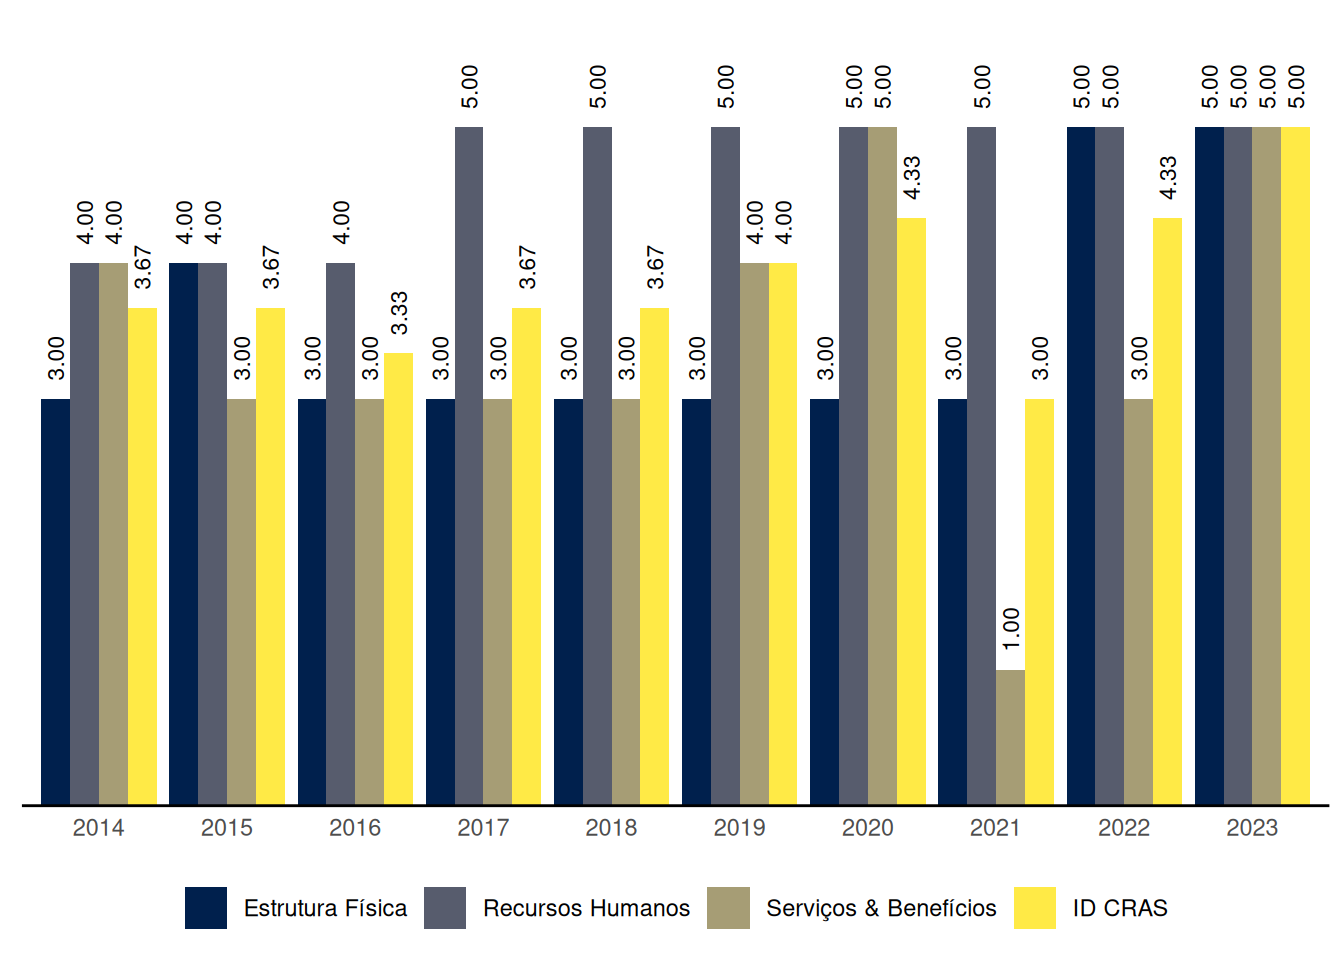 3.00 4.00 4.00 3.67 4.00 4.00 3.00 3.67 3.00 4.00 3.00 3.33 3.00 5.00 3.00 3.67 3.00 5.00 3.00 3.67 3.00 5.00 4.00 4.00 3.00 5.00 5.00 4.33 3.00 5.00 1.00 3.00 5.00 5.00 3.00 4.33 5.00 5.00 5.00 5.00
2014 2015 2016 2017 2018 2019 2020 2021 2022 2023
Estrutura Física Recursos Humanos Serviços & Benefícios ID CRAS